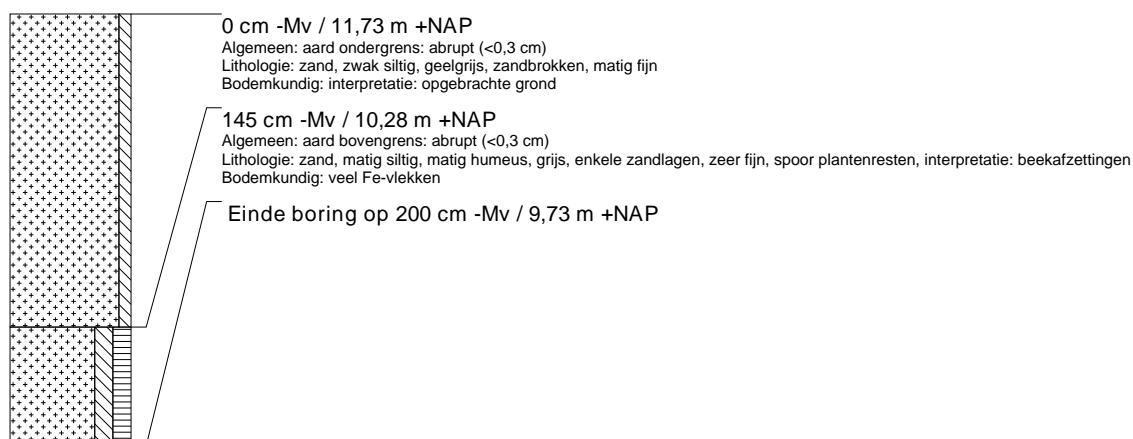 0 cm -Mv / 11,73 m +NAP
Algemeen: aard ondergrens: abrupt (<0,3 cm)
Lithologie: zand, zwak siltig, geelgrijs, zandbrokken, matig fijn
Bodemkundig: interpretatie: opgebrachte grond
145 cm -Mv / 10,28 m +NAP
Algemeen: aard bovengrens: abrupt (<0,3 cm)
Lithologie: zand, matig siltig, matig humeus, grijs, enkele zandlagen, zeer fijn, spoor plantenresten, interpretatie: beekafzettingen
Bodemkundig: veel Fe-vlekken
Einde boring op 200 cm -Mv / 9,73 m +NAP